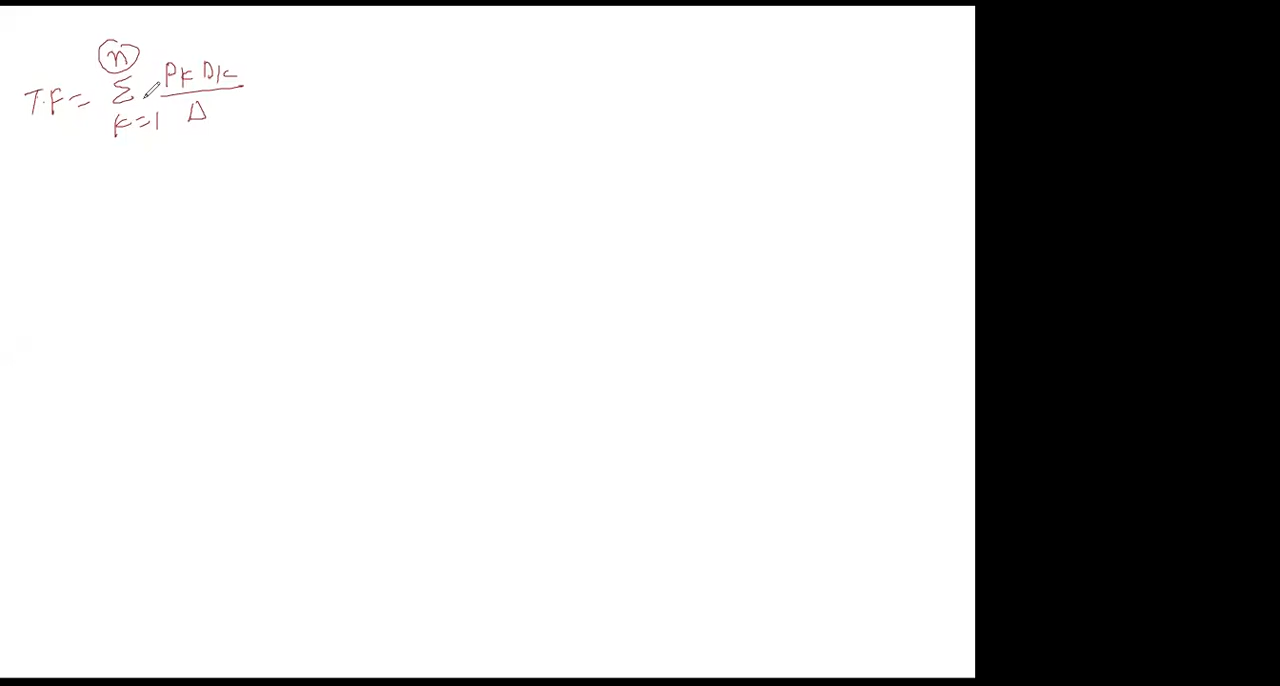 T.F = n Σ k=1 Pk Δk / Δ